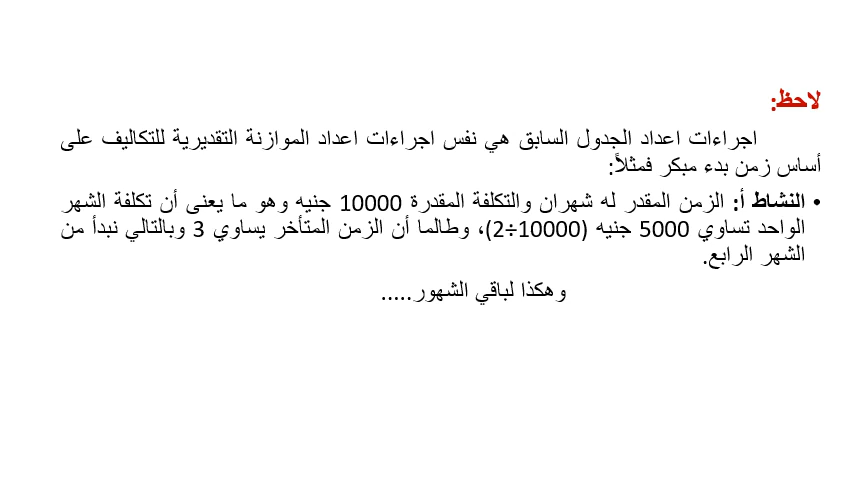 لاحظ:
اجراءات اعداد الجدول السابق هي نفس اجراءات اعداد الموازنة التقديرية للتكاليف على
أساس زمن بدء مبكر فمثلاً:
• النشاط أ: الزمن المقدر له شهران والتكلفة المقدرة 10000 جنيه وهو ما يعنى أن تكلفة الشهر
الواحد تساوي 5000 جنيه (10000÷2)، وطالما أن الزمن المتأخر يساوي 3 وبالتالي نبدأ من
الشهر الرابع.
وهكذا لباقي الشهور.....